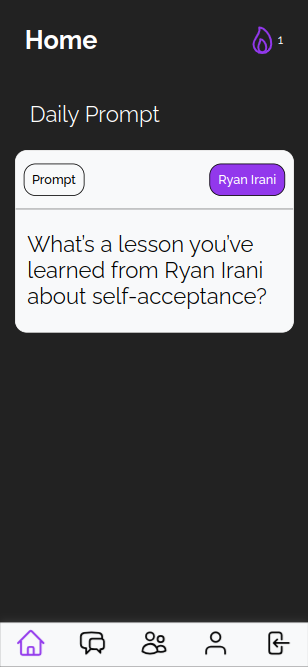 Home
1
Daily Prompt
Prompt
Ryan Irani
What's a lesson you've
learned from Ryan Irani
about self-acceptance?